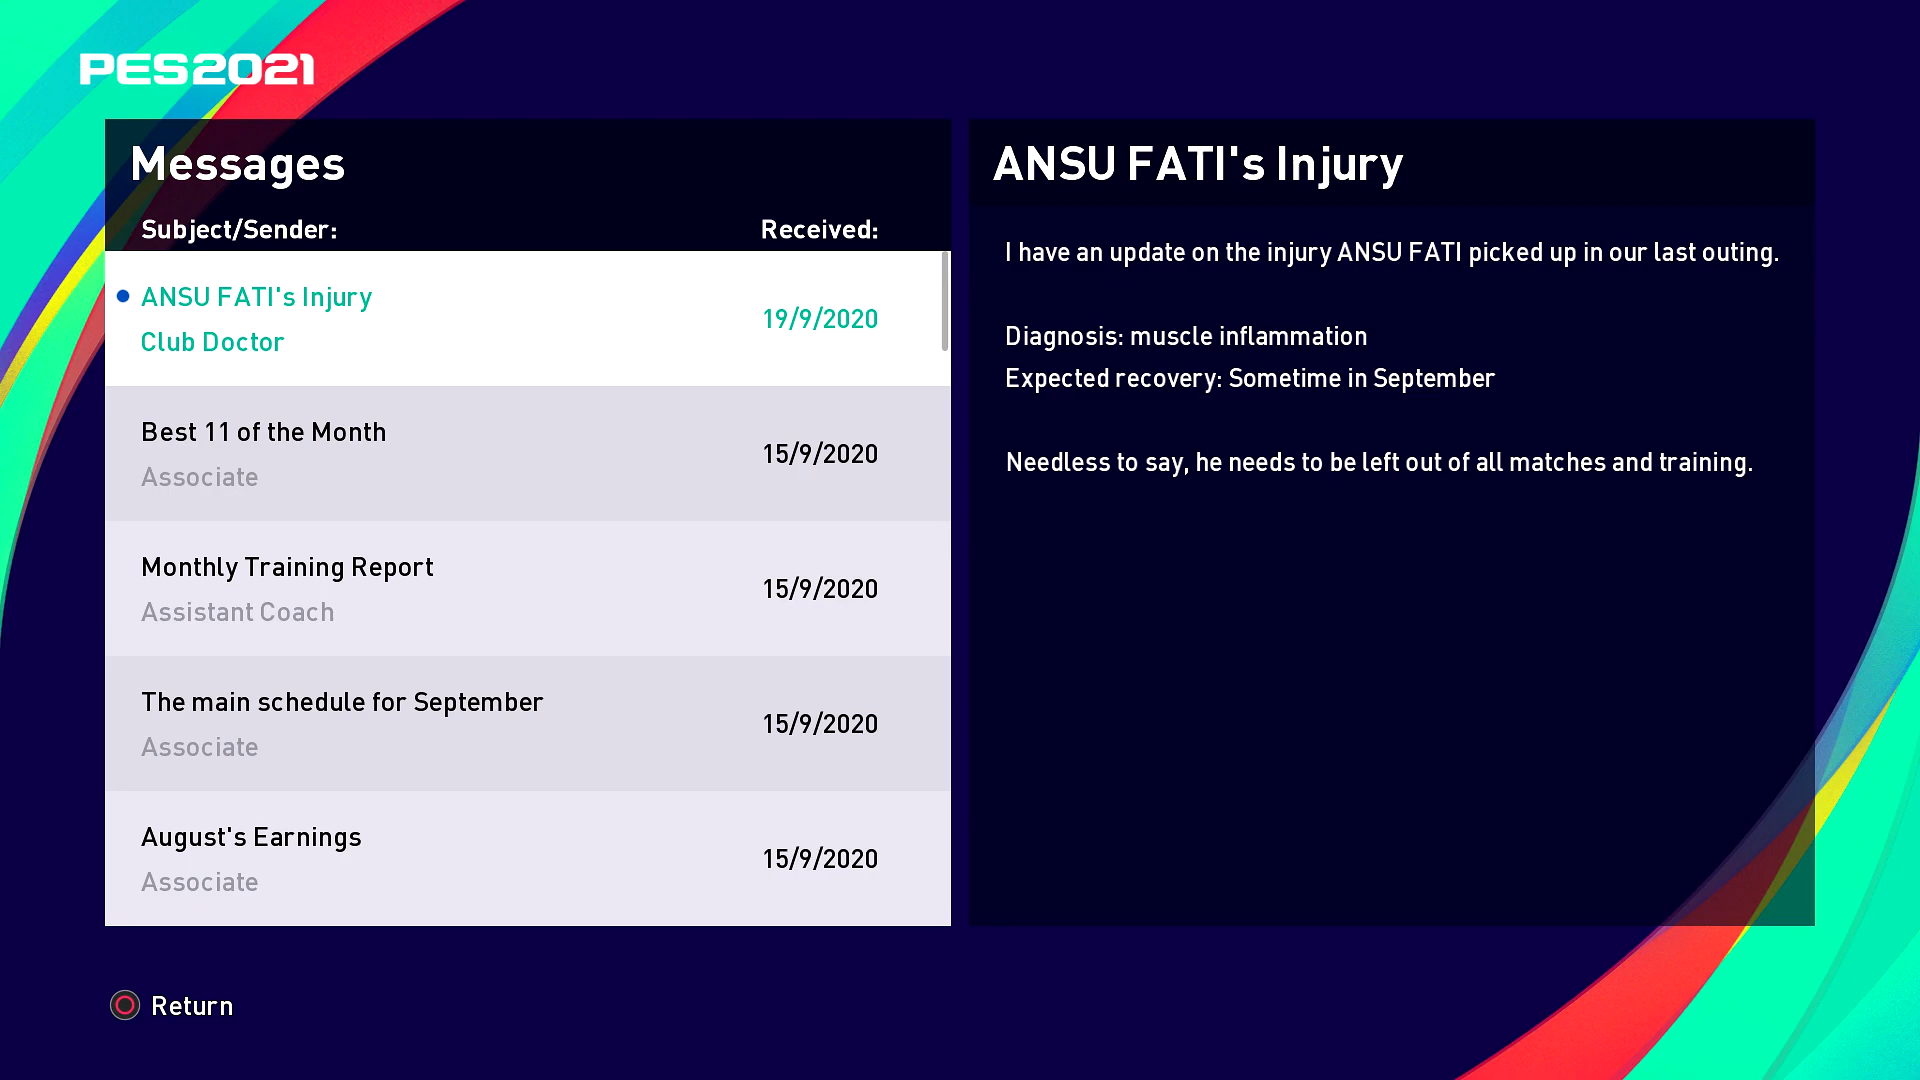 PES2021
Messages
Subject/Sender: Received:
ANSU FATI's Injury
Club Doctor
19/9/2020
Best 11 of the Month
Associate
15/9/2020
Monthly Training Report
Assistant Coach
15/9/2020
The main schedule for September
Associate
15/9/2020
August's Earnings
Associate
15/9/2020
ANSU FATI's Injury
I have an update on the injury ANSU FATI picked up in our last outing.
Diagnosis: muscle inflammation
Expected recovery: Sometime in September
Needless to say, he needs to be left out of all matches and training.
Return